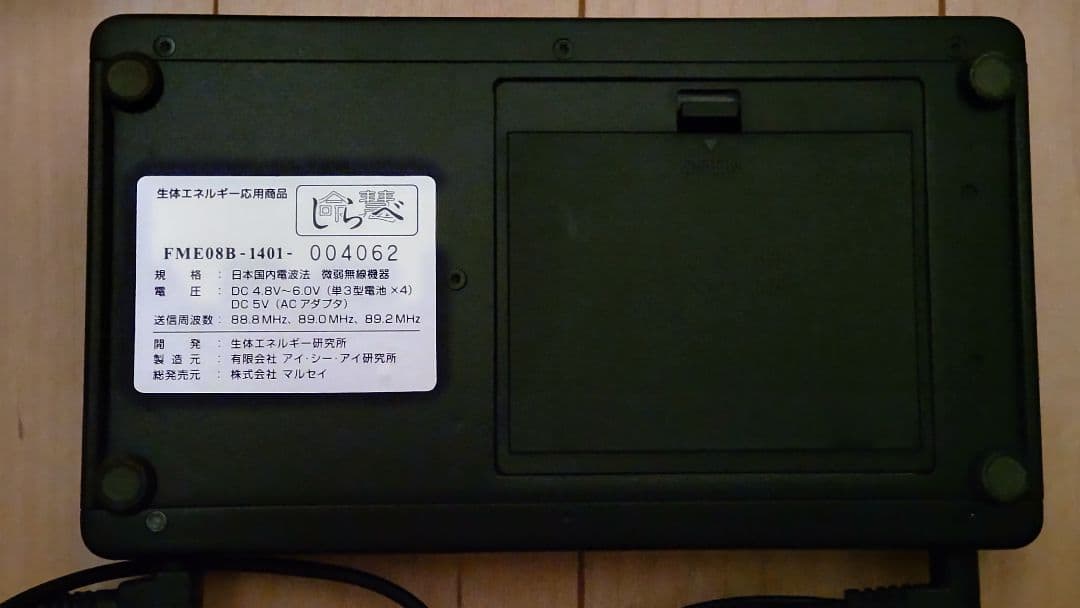 生体エネルギー応用商品
しらべ
FME08B-1401- 004062
規格：日本国内電波法 微弱無線機器
電圧：DC 4.8V～6.0V（単3型電池×4）
DC 5V（ACアダプタ）
送信周波数：88.8MHz、89.0MHz、89.2MHz
開発：生体エネルギー研究所
製造元：有限会社 アイ・シー・アイ研究所
総発売元：株式会社 マルセイ